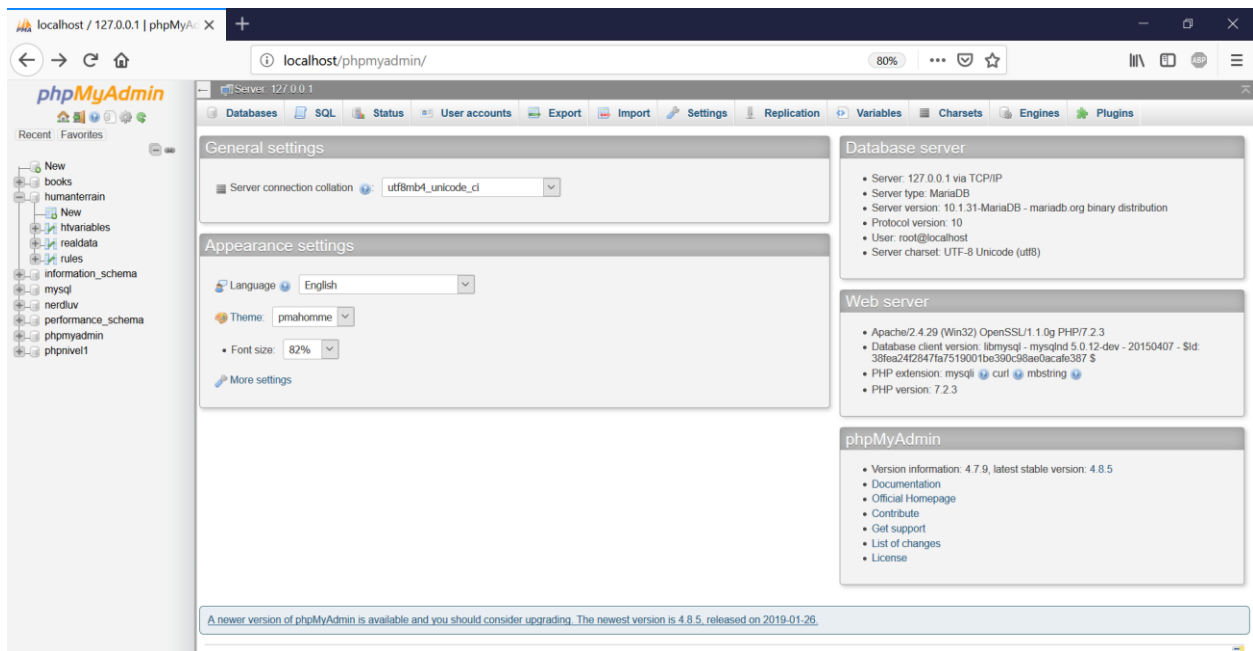 localhost / 127.0.0.1 | phpMyAd
localhost/phpmyadmin/
80%
ABP
phpMyAdmin
Recent Favorites
New
books
humanterrain
New
htvariables
realdata
rules
information_schema
mysql
nerdluv
performance_schema
phpmyadmin
phpnivel1
Server: 127.0.0.1
Databases SQL Status User accounts Export Import Settings Replication Variables Charsets Engines Plugins
General settings
Server connection collation : utf8mb4_unicode_ci
Appearance settings
Language English
Theme: pmahomme
• Font size: 82%
More settings
Database server
• Server: 127.0.0.1 via TCP/IP
• Server type: MariaDB
• Server version: 10.1.31-MariaDB - mariadb.org binary distribution
• Protocol version: 10
• User: root@localhost
• Server charset: UTF-8 Unicode (utf8)
Web server
• Apache/2.4.29 (Win32) OpenSSL/1.1.0g PHP/7.2.3
• Database client version: libmysql - mysqlnd 5.0.12-dev - 20150407 - $Id:
38fea24f2847fa7519001be390c98ae0acafe387 $
• PHP extension: mysqli curl mbstring
• PHP version: 7.2.3
phpMyAdmin
• Version information: 4.7.9, latest stable version: 4.8.5
• Documentation
• Official Homepage
• Contribute
• Get support
• List of changes
• License
A newer version of phpMyAdmin is available and you should consider upgrading. The newest version is 4.8.5, released on 2019-01-26.